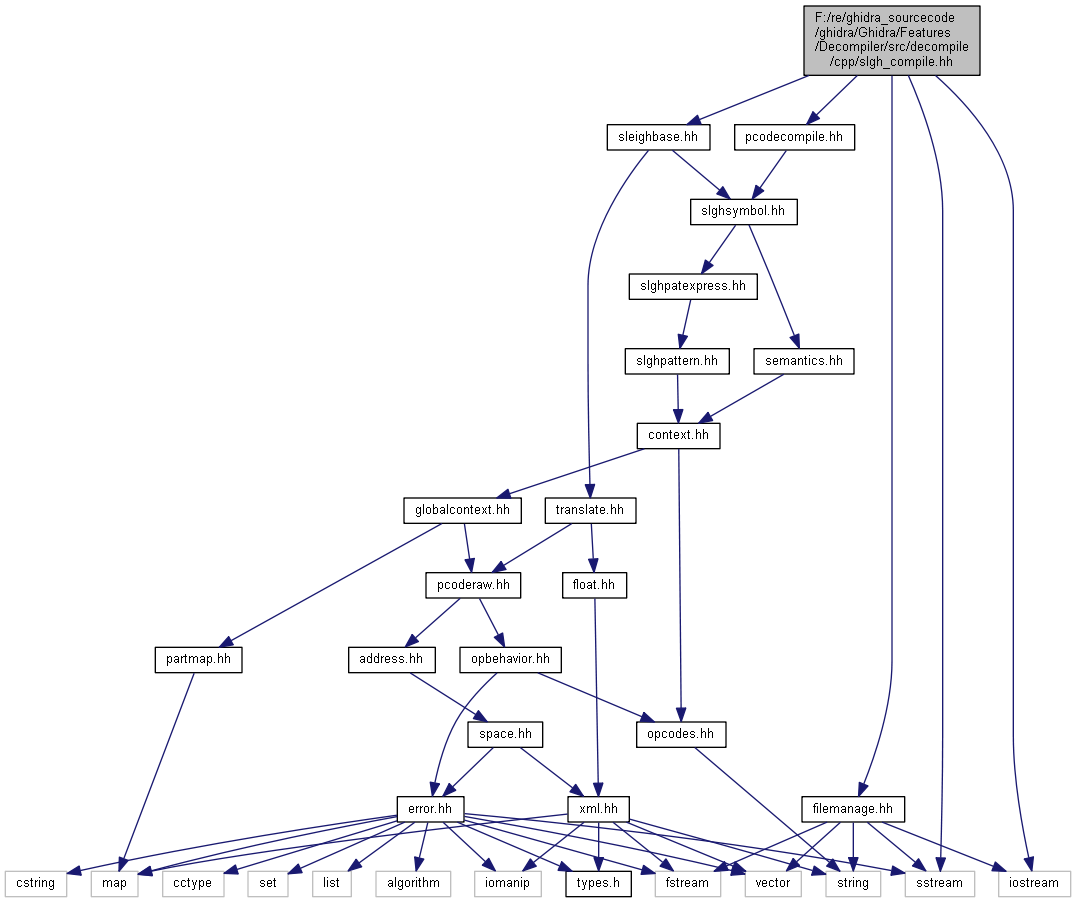 F:/re/ghidra_sourcecode
/ghidra/Ghidra/Features
/Decompiler/src/decompile
/cpp/slgh_compile.hh
sleighbase.hh
pcodecompile.hh
slghsymbol.hh
slghpatexpress.hh
slghpattern.hh
semantics.hh
context.hh
globalcontext.hh
translate.hh
pcoderaw.hh
float.hh
partmap.hh
address.hh
opbehavior.hh
space.hh
opcodes.hh
error.hh
xml.hh
filemanage.hh
cstring
map
cctype
set
list
algorithm
iomanip
types.h
fstream
vector
string
sstream
iostream